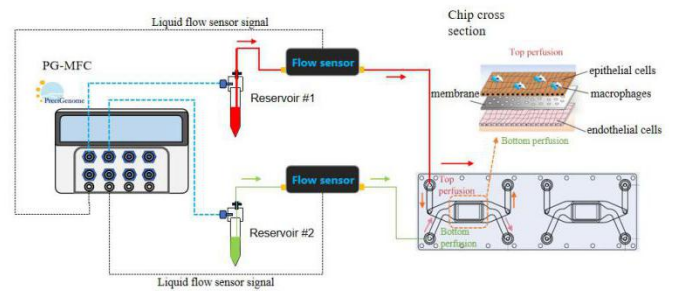 Liquid flow sensor signal
Chip cross
section
PG-MFC
PreciGenome
Flow sensor
Reservoir #1
Top perfusion
epithelial cells
macrophages
membrane
endothelial cells
Bottom perfusion
Flow sensor
Reservoir #2
Top
perfusion
Bottom
perfusion
Liquid flow sensor signal